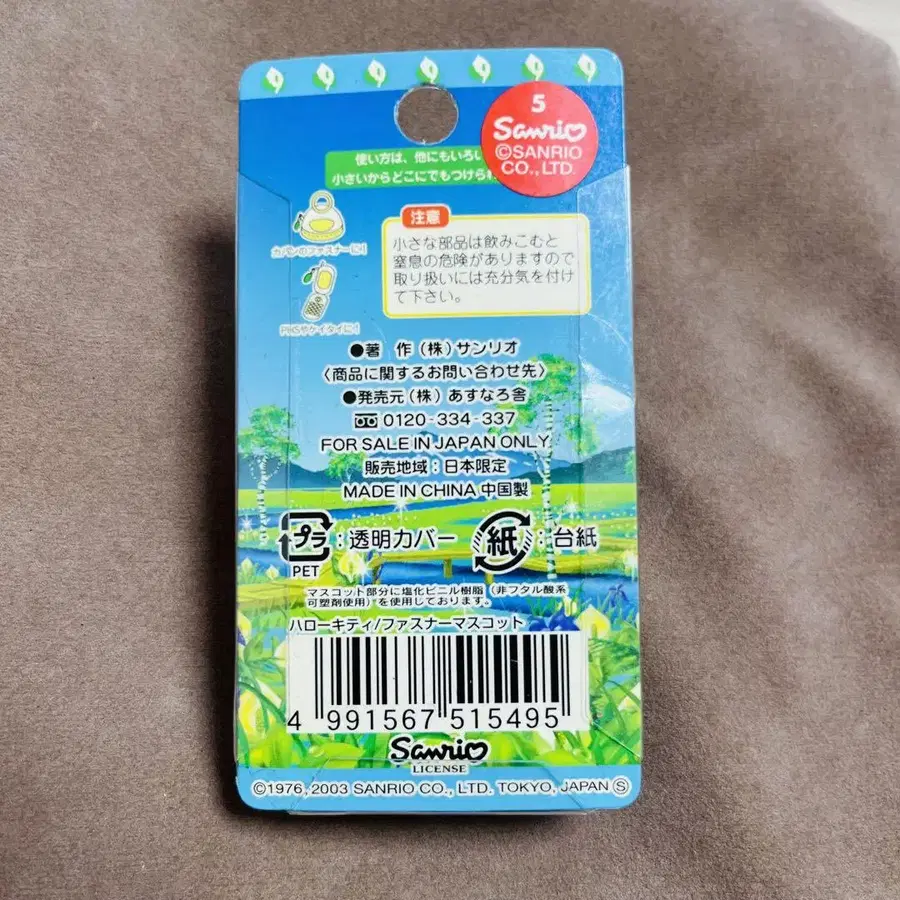 5
Sanrio
©SANRIO
CO., LTD.
使い方は、他にもいろい
小さいからどこにでもつけられ
カバンのファスナーに!
PHSやケイタイに!
注意
小さな部品は飲みこむと
窒息の危険がありますので
取り扱いには充分気を付け
て下さい。
●著 作 (株) サンリオ
〈商品に関するお問い合わせ先〉
●発売元 (株) あすなろ舎
0120-334-337
FOR SALE IN JAPAN ONLY
販売地域:日本限定
MADE IN CHINA 中国製
プラ:透明カバー
PET
紙:台紙
マスコット部分に塩化ビニル樹脂 (非フタル酸系
可塑剤使用) を使用しております。
ハローキティ/ファスナーマスコット
4 991567 515495
Sanrio
LICENSE
©1976, 2003 SANRIO CO., LTD. TOKYO, JAPAN Ⓢ